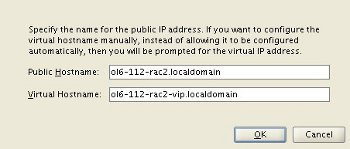 Specify the name for the public IP address. If you want to configure the
virtual hostname manually, instead of allowing it to be configured
automatically, then you will be prompted for the virtual IP address.
Public Hostname: ol6-112-rac2.localdomain
Virtual Hostname: ol6-112-rac2-vip.localdomain
OK Cancel